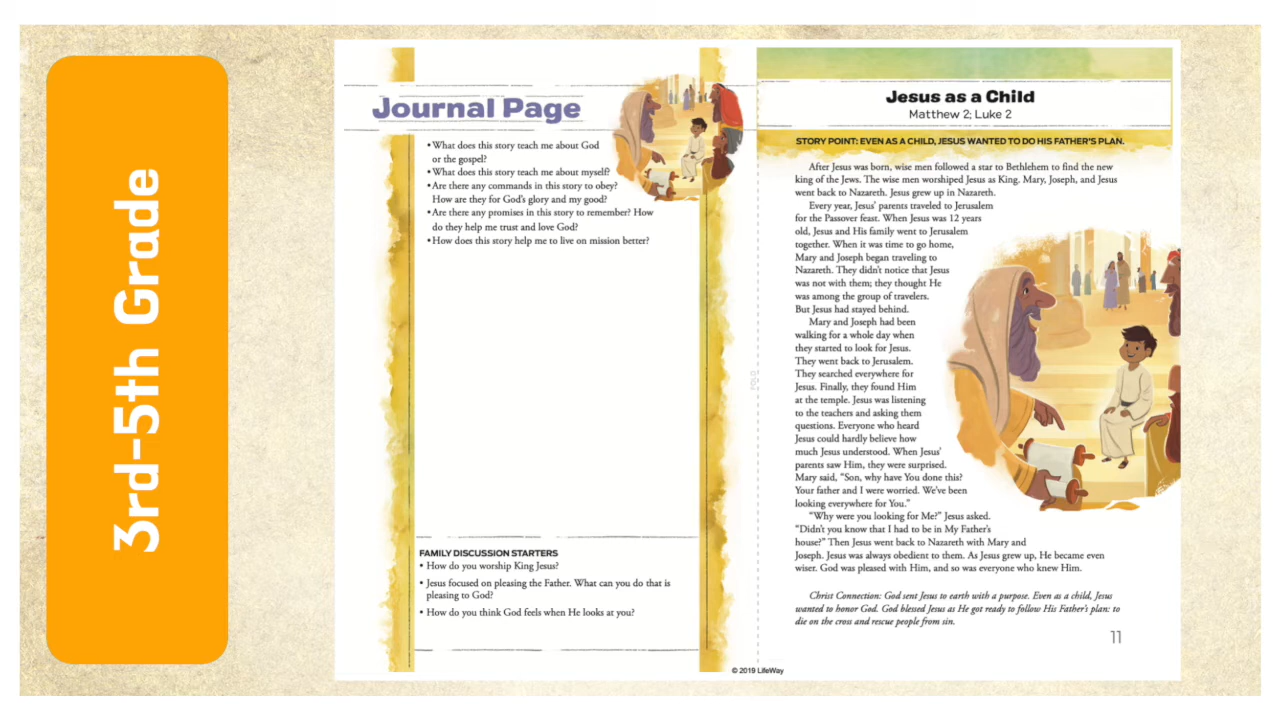 3rd-5th Grade
Journal Page
• What does this story teach me about God
or the gospel?
• What does this story teach me about myself?
• Are there any commands in this story to obey?
How are they for God's glory and my good?
• Are there any promises in this story to remember? How
do they help me trust and love God?
• How does this story help me to live on mission better?
FAMILY DISCUSSION STARTERS
• How do you worship King Jesus?
• Jesus focused on pleasing the Father. What can you do that is
pleasing to God?
• How do you think God feels when He looks at you?
FOLD
© 2019 LifeWay
Jesus as a Child
Matthew 2; Luke 2
STORY POINT: EVEN AS A CHILD, JESUS WANTED TO DO HIS FATHER'S PLAN.
After Jesus was born, wise men followed a star to Bethlehem to find the new
king of the Jews. The wise men worshiped Jesus as King. Mary, Joseph, and Jesus
went back to Nazareth. Jesus grew up in Nazareth.
Every year, Jesus' parents traveled to Jerusalem
for the Passover feast. When Jesus was 12 years
old, Jesus and His family went to Jerusalem
together. When it was time to go home,
Mary and Joseph began traveling to
Nazareth. They didn't notice that Jesus
was not with them; they thought He
was among the group of travelers.
But Jesus had stayed behind.
Mary and Joseph had been
walking for a whole day when
they started to look for Jesus.
They went back to Jerusalem.
They searched everywhere for
Jesus. Finally, they found Him
at the temple. Jesus was listening
to the teachers and asking them
questions. Everyone who heard
Jesus could hardly believe how
much Jesus understood. When Jesus'
parents saw Him, they were surprised.
Mary said, "Son, why have You done this?
Your father and I were worried. We've been
looking everywhere for You."
"Why were you looking for Me?" Jesus asked.
"Didn't you know that I had to be in My Father's
house?" Then Jesus went back to Nazareth with Mary and
Joseph. Jesus was always obedient to them. As Jesus grew up, He became even
wiser. God was pleased with Him, and so was everyone who knew Him.
Christ Connection: God sent Jesus to earth with a purpose. Even as a child, Jesus
wanted to honor God. God blessed Jesus as He got ready to follow His Father's plan: to
die on the cross and rescue people from sin.
11